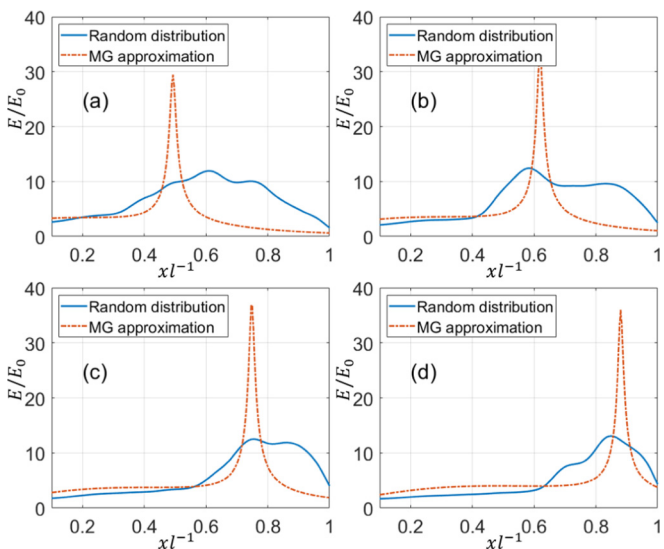 Random distribution
MG approximation
(a)
E/E0
40
30
20
10
0
0.2 0.4 0.6 0.8 1
xl−1
Random distribution
MG approximation
(b)
E/E0
40
30
20
10
0
0.2 0.4 0.6 0.8 1
xl−1
Random distribution
MG approximation
(c)
E/E0
40
30
20
10
0
0.2 0.4 0.6 0.8 1
xl−1
Random distribution
MG approximation
(d)
E/E0
40
30
20
10
0
0.2 0.4 0.6 0.8 1
xl−1